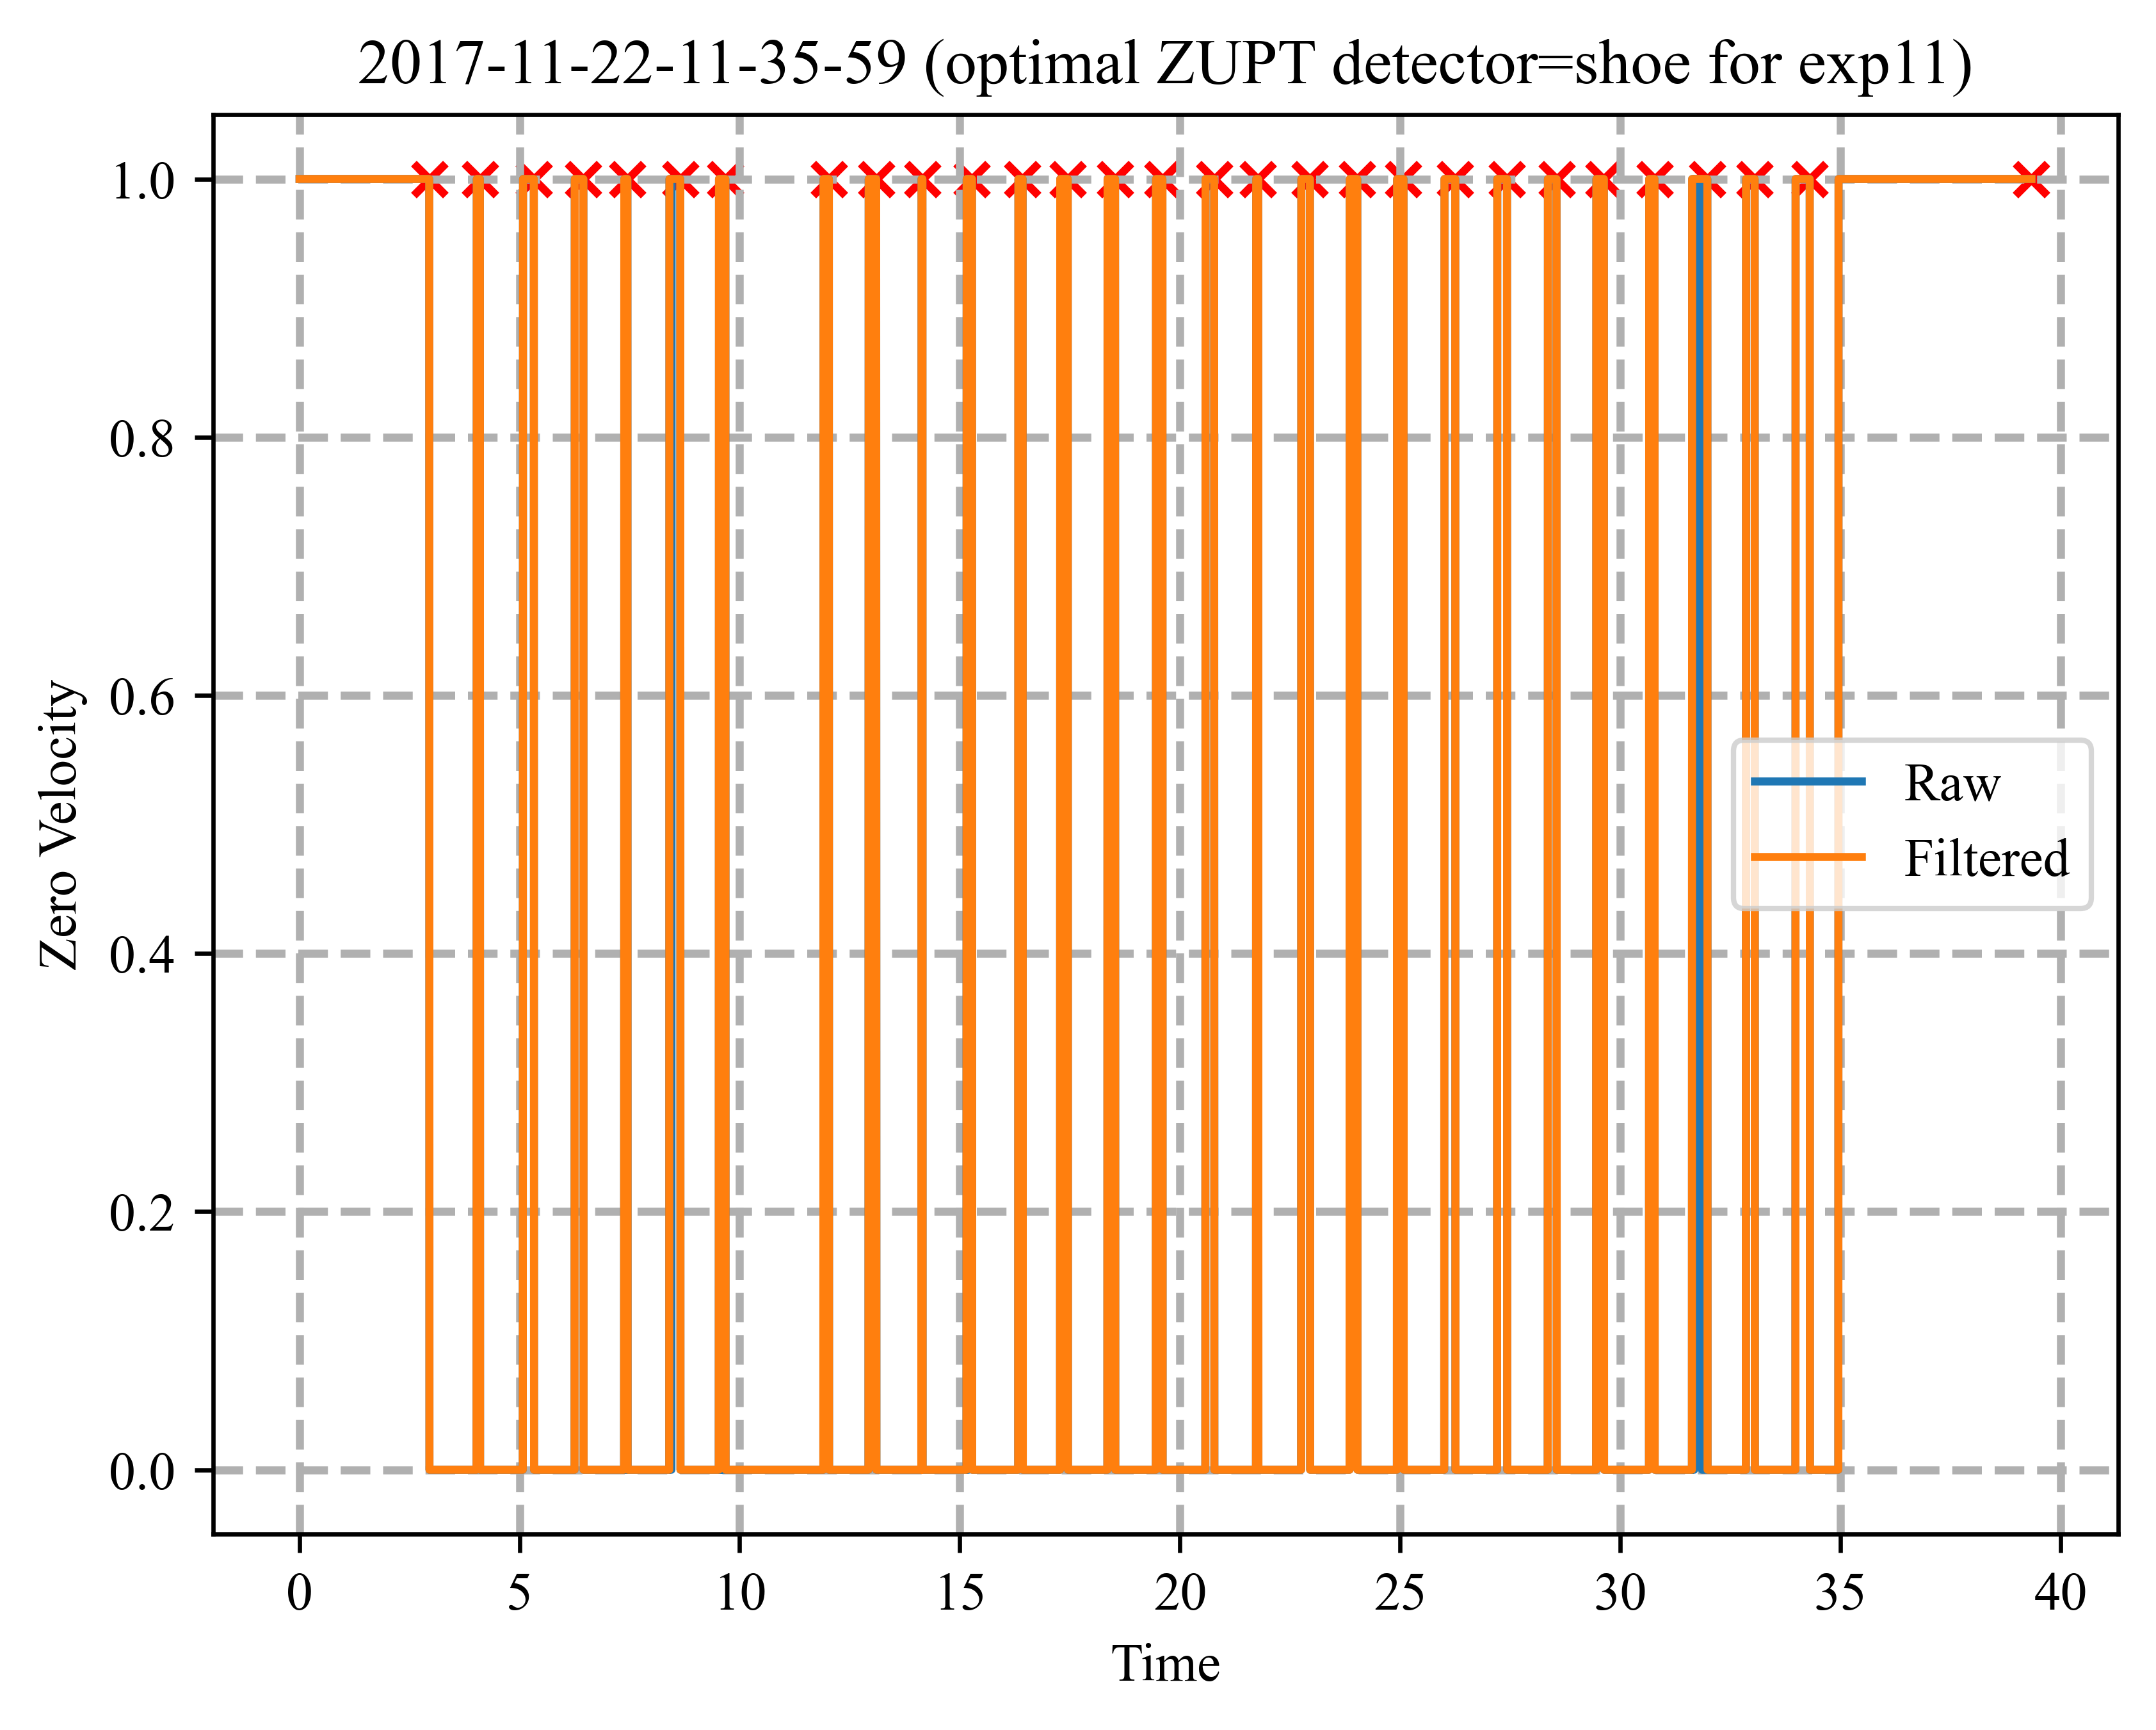 2017-11-22-11-35-59 (optimal ZUPT detector=shoe for exp11)
1.0
0.8
0.6
0.4
0.2
0.0
Zero Velocity
Raw
Filtered
0 5 10 15 20 25 30 35 40
Time